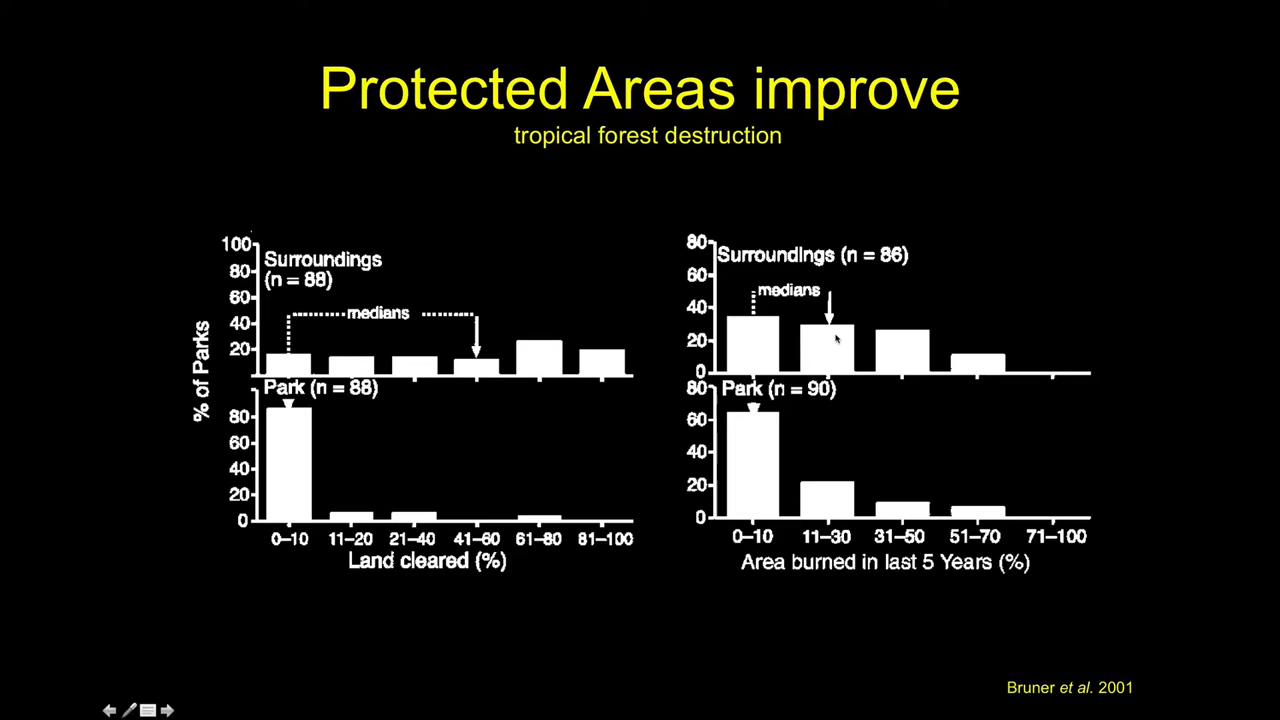 Protected Areas improve
tropical forest destruction
% of Parks
100
80
60
40
20
Surroundings
(n = 88)
medians
Park (n = 88)
80
60
40
20
0
0–10 11–20 21–40 41–60 61–80 81–100
Land cleared (%)
80
60
40
20
0
Surroundings (n = 86)
medians
80
60
40
20
0
Park (n = 90)
0–10 11–30 31–50 51–70 71–100
Area burned in last 5 Years (%)
Bruner et al. 2001